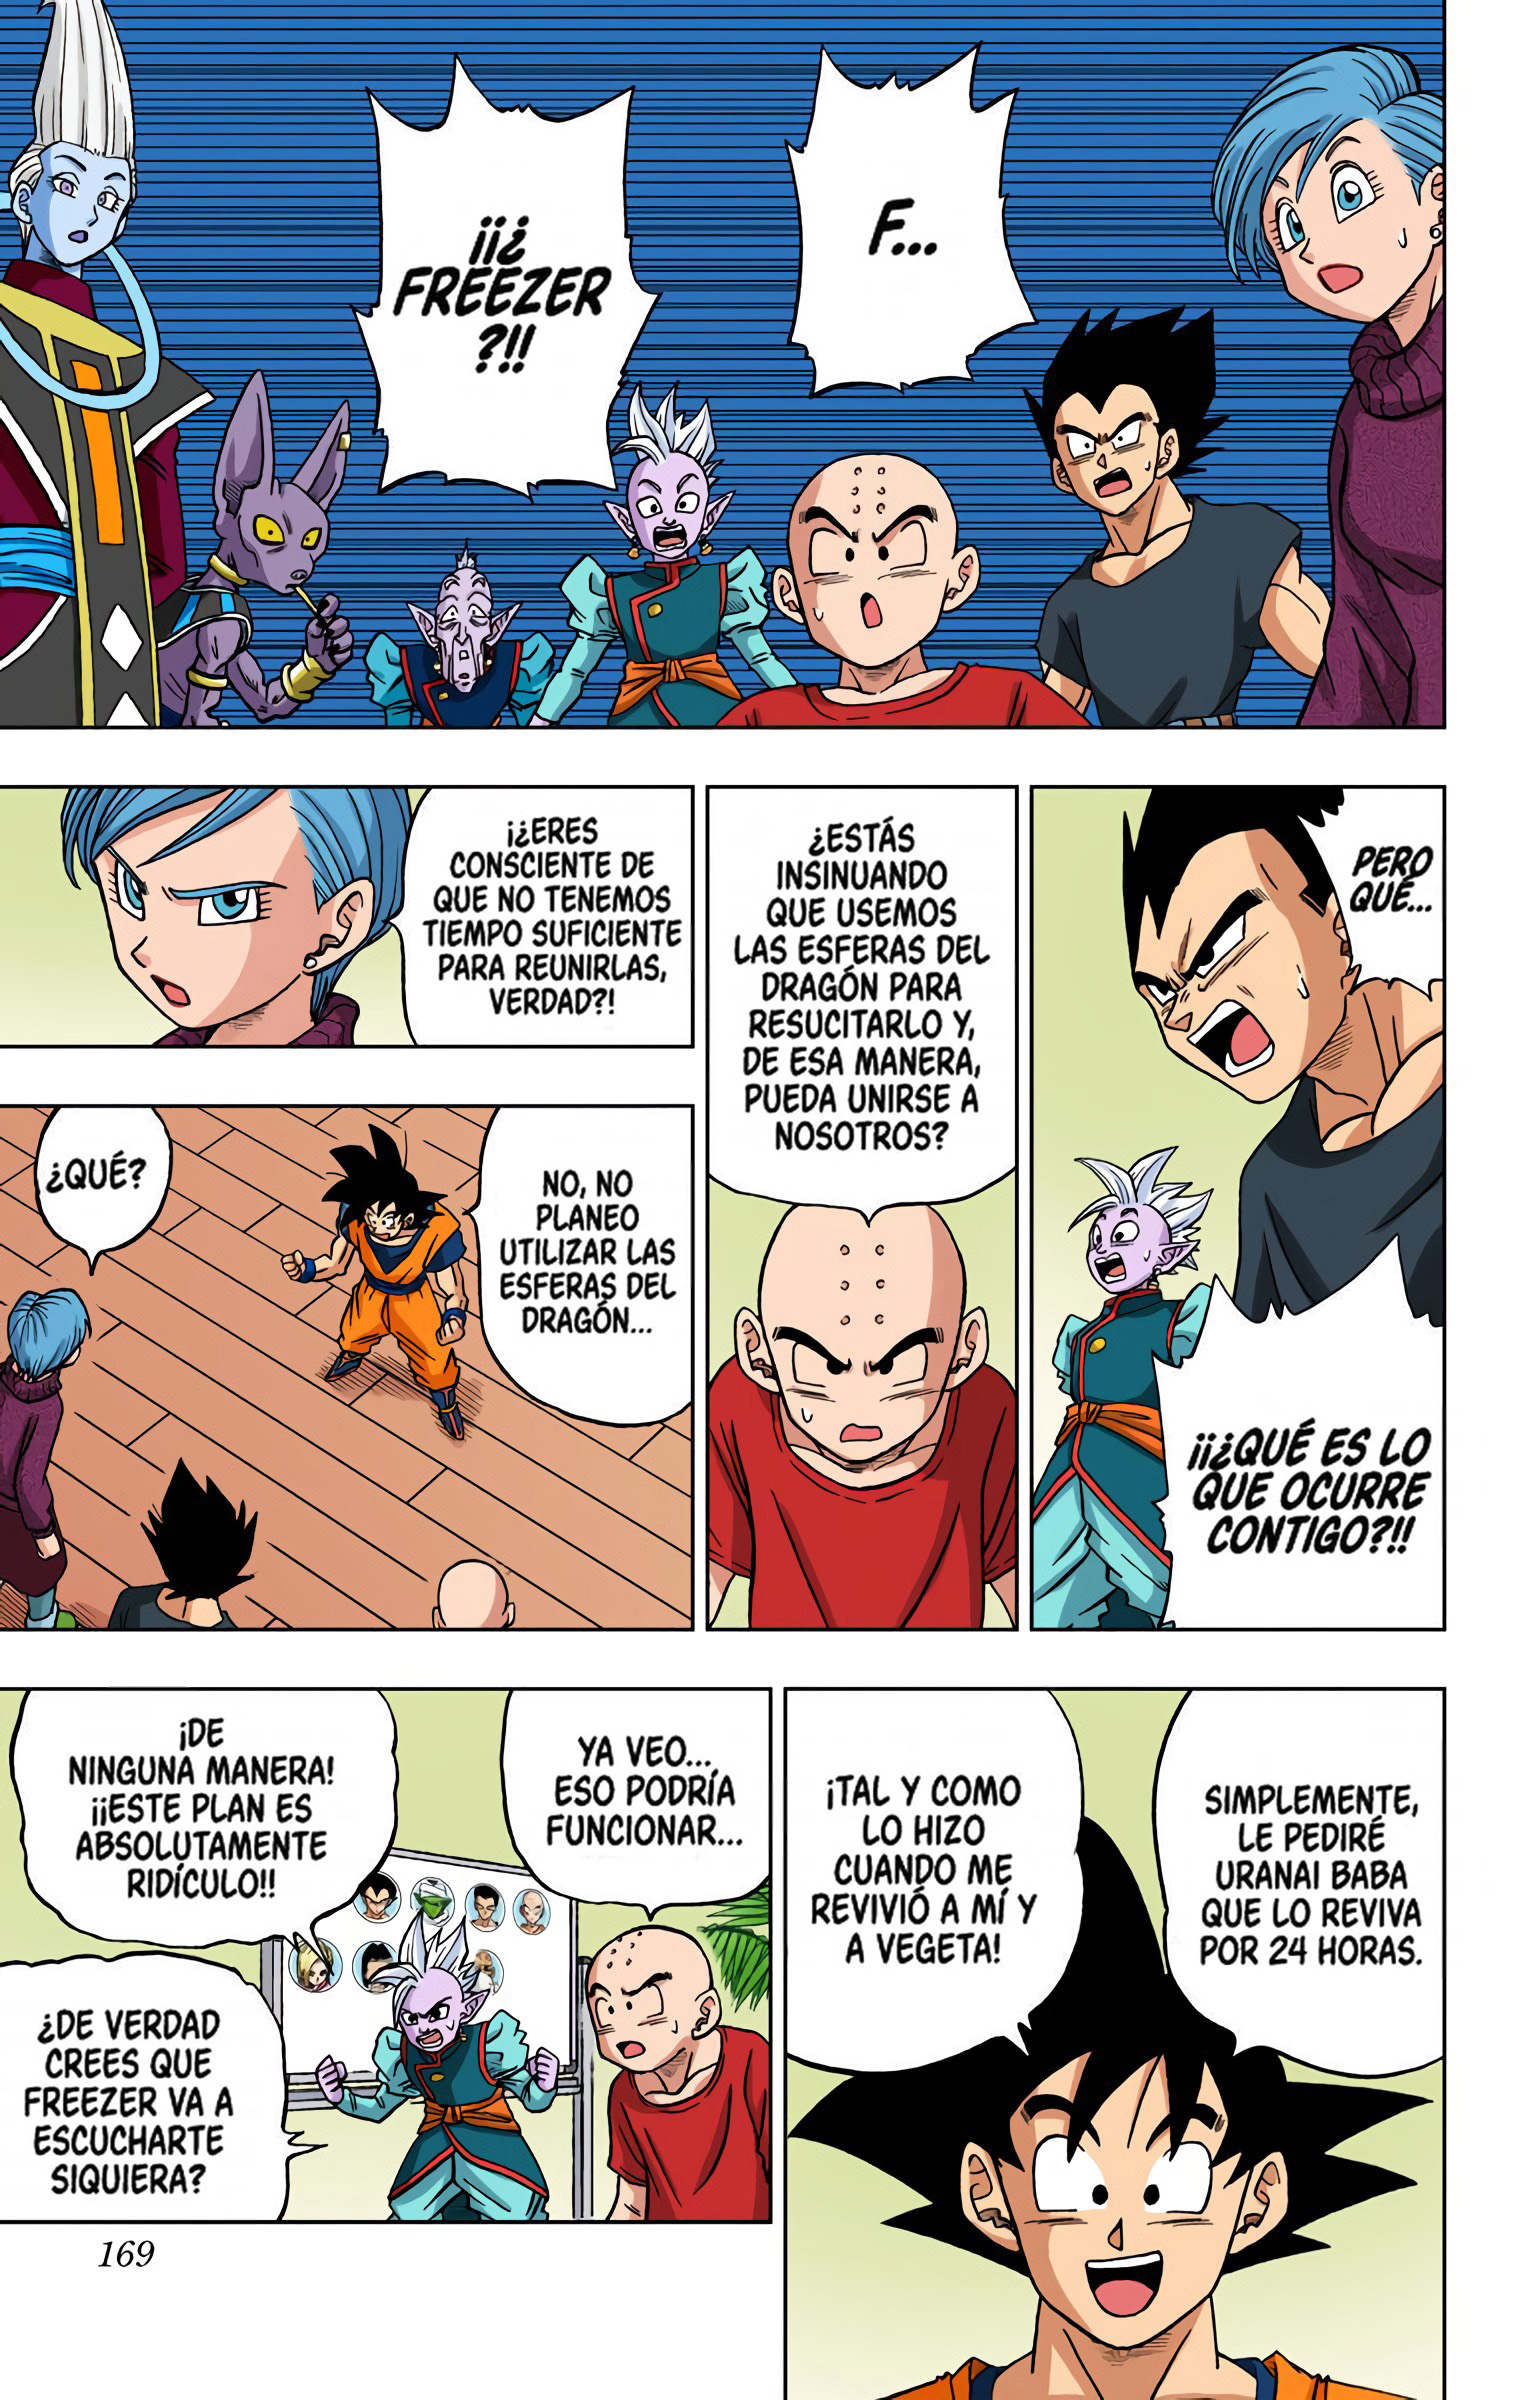 F...
¡¡¿
FREEZER
?!!
PERO
QUÉ...
¡¡¿QUÉ ES LO
QUE OCURRE
CONTIGO?!!
¿ESTÁS
INSINUANDO
QUE USEMOS
LAS ESFERAS DEL
DRAGÓN PARA
RESUCITARLO Y,
DE ESA MANERA,
PUEDA UNIRSE A
NOSOTROS?
¡¿ERES
CONSCIENTE DE
QUE NO TENEMOS
TIEMPO SUFICIENTE
PARA REUNIRLAS,
VERDAD?!
NO, NO
PLANEO
UTILIZAR LAS
ESFERAS DEL
DRAGÓN...
¿QUÉ?
SIMPLEMENTE,
LE PEDIRÉ
URANAI BABA
QUE LO REVIVA
POR 24 HORAS.
¡TAL Y COMO
LO HIZO
CUANDO ME
REVIVIÓ A MÍ Y
A VEGETA!
YA VEO...
ESO PODRÍA
FUNCIONAR...
¡DE
NINGUNA MANERA!
¡¡ESTE PLAN ES
ABSOLUTAMENTE
RIDÍCULO!!
¿DE VERDAD
CREES QUE
FREEZER VA A
ESCUCHARTE
SIQUIERA?
169